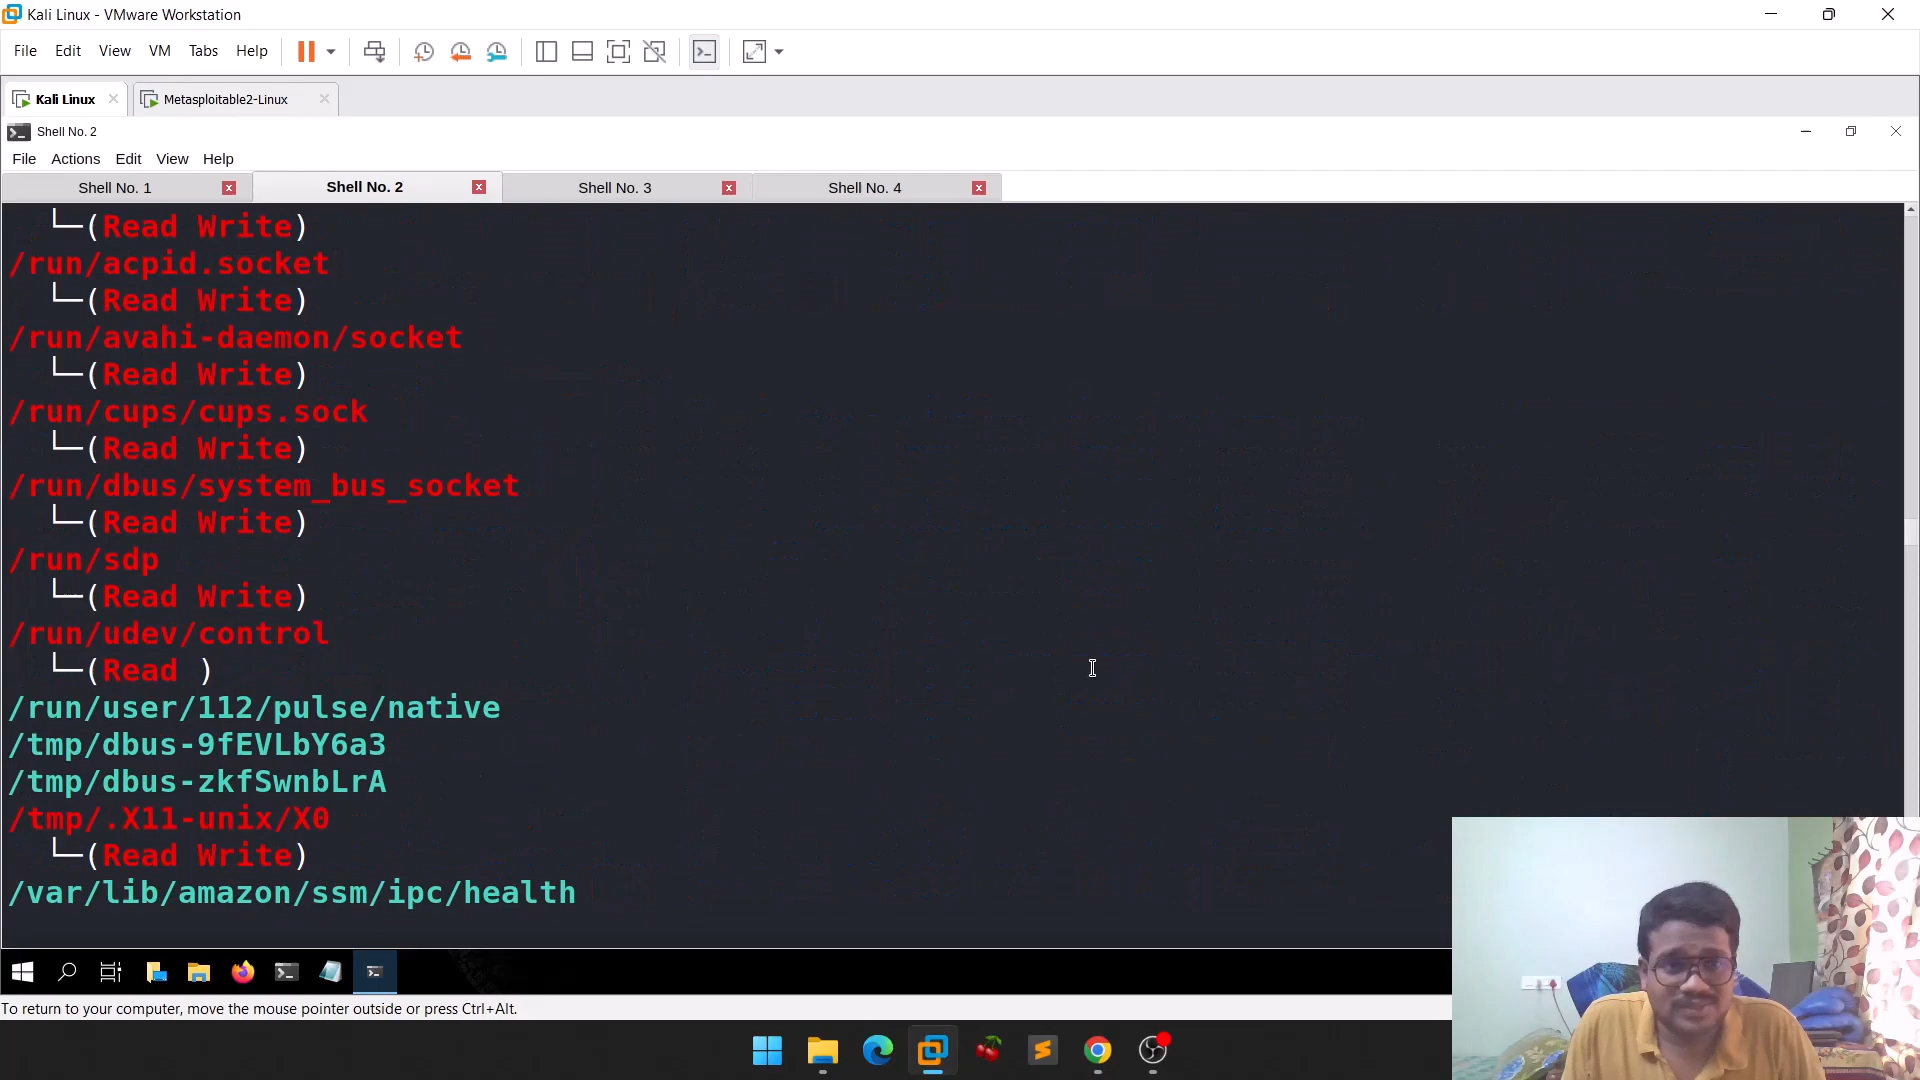 Kali Linux - VMware Workstation
File Edit View VM Tabs Help
Kali Linux Metasploitable2-Linux
Shell No. 2
File Actions Edit View Help
Shell No. 1 Shell No. 2 Shell No. 3 Shell No. 4
└─(Read Write)
/run/acpid.socket
└─(Read Write)
/run/avahi-daemon/socket
└─(Read Write)
/run/cups/cups.sock
└─(Read Write)
/run/dbus/system_bus_socket
└─(Read Write)
/run/sdp
└─(Read Write)
/run/udev/control
└─(Read )
/run/user/112/pulse/native
/tmp/dbus-9fEVLbY6a3
/tmp/dbus-zkfSwnbLrA
/tmp/.X11-unix/X0
└─(Read Write)
/var/lib/amazon/ssm/ipc/health
To return to your computer, move the mouse pointer outside or press Ctrl+Alt.